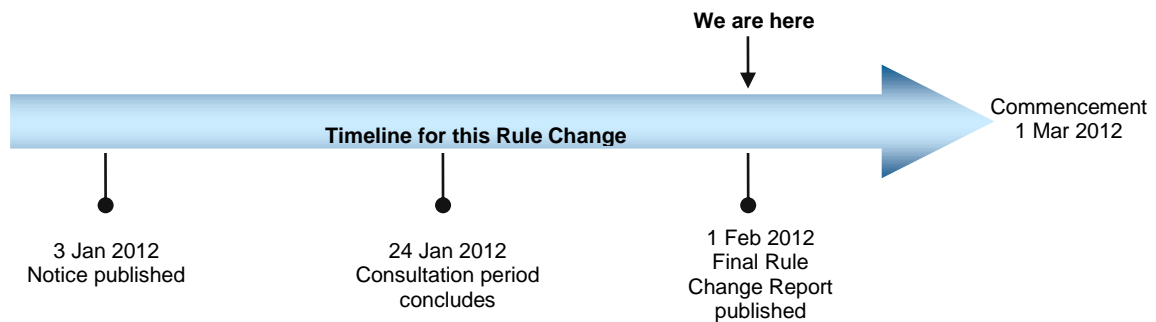 We are here
Timeline for this Rule Change
Commencement
1 Mar 2012
3 Jan 2012
Notice published
24 Jan 2012
Consultation period
concludes
1 Feb 2012
Final Rule
Change Report
published